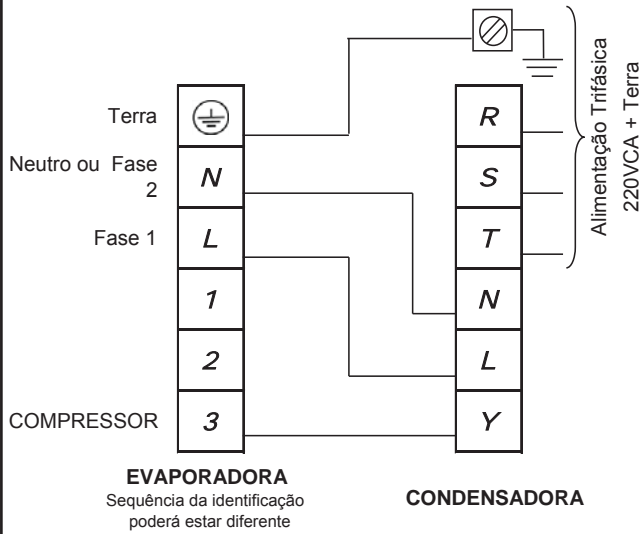 Terra
Neutro ou Fase
2
Fase 1
COMPRESSOR
N
L
1
2
3
EVAPORADORA
Sequência da identificação
poderá estar diferente
R
S
T
N
L
Y
CONDENSADORA
Alimentação Trifásica
220VCA + Terra